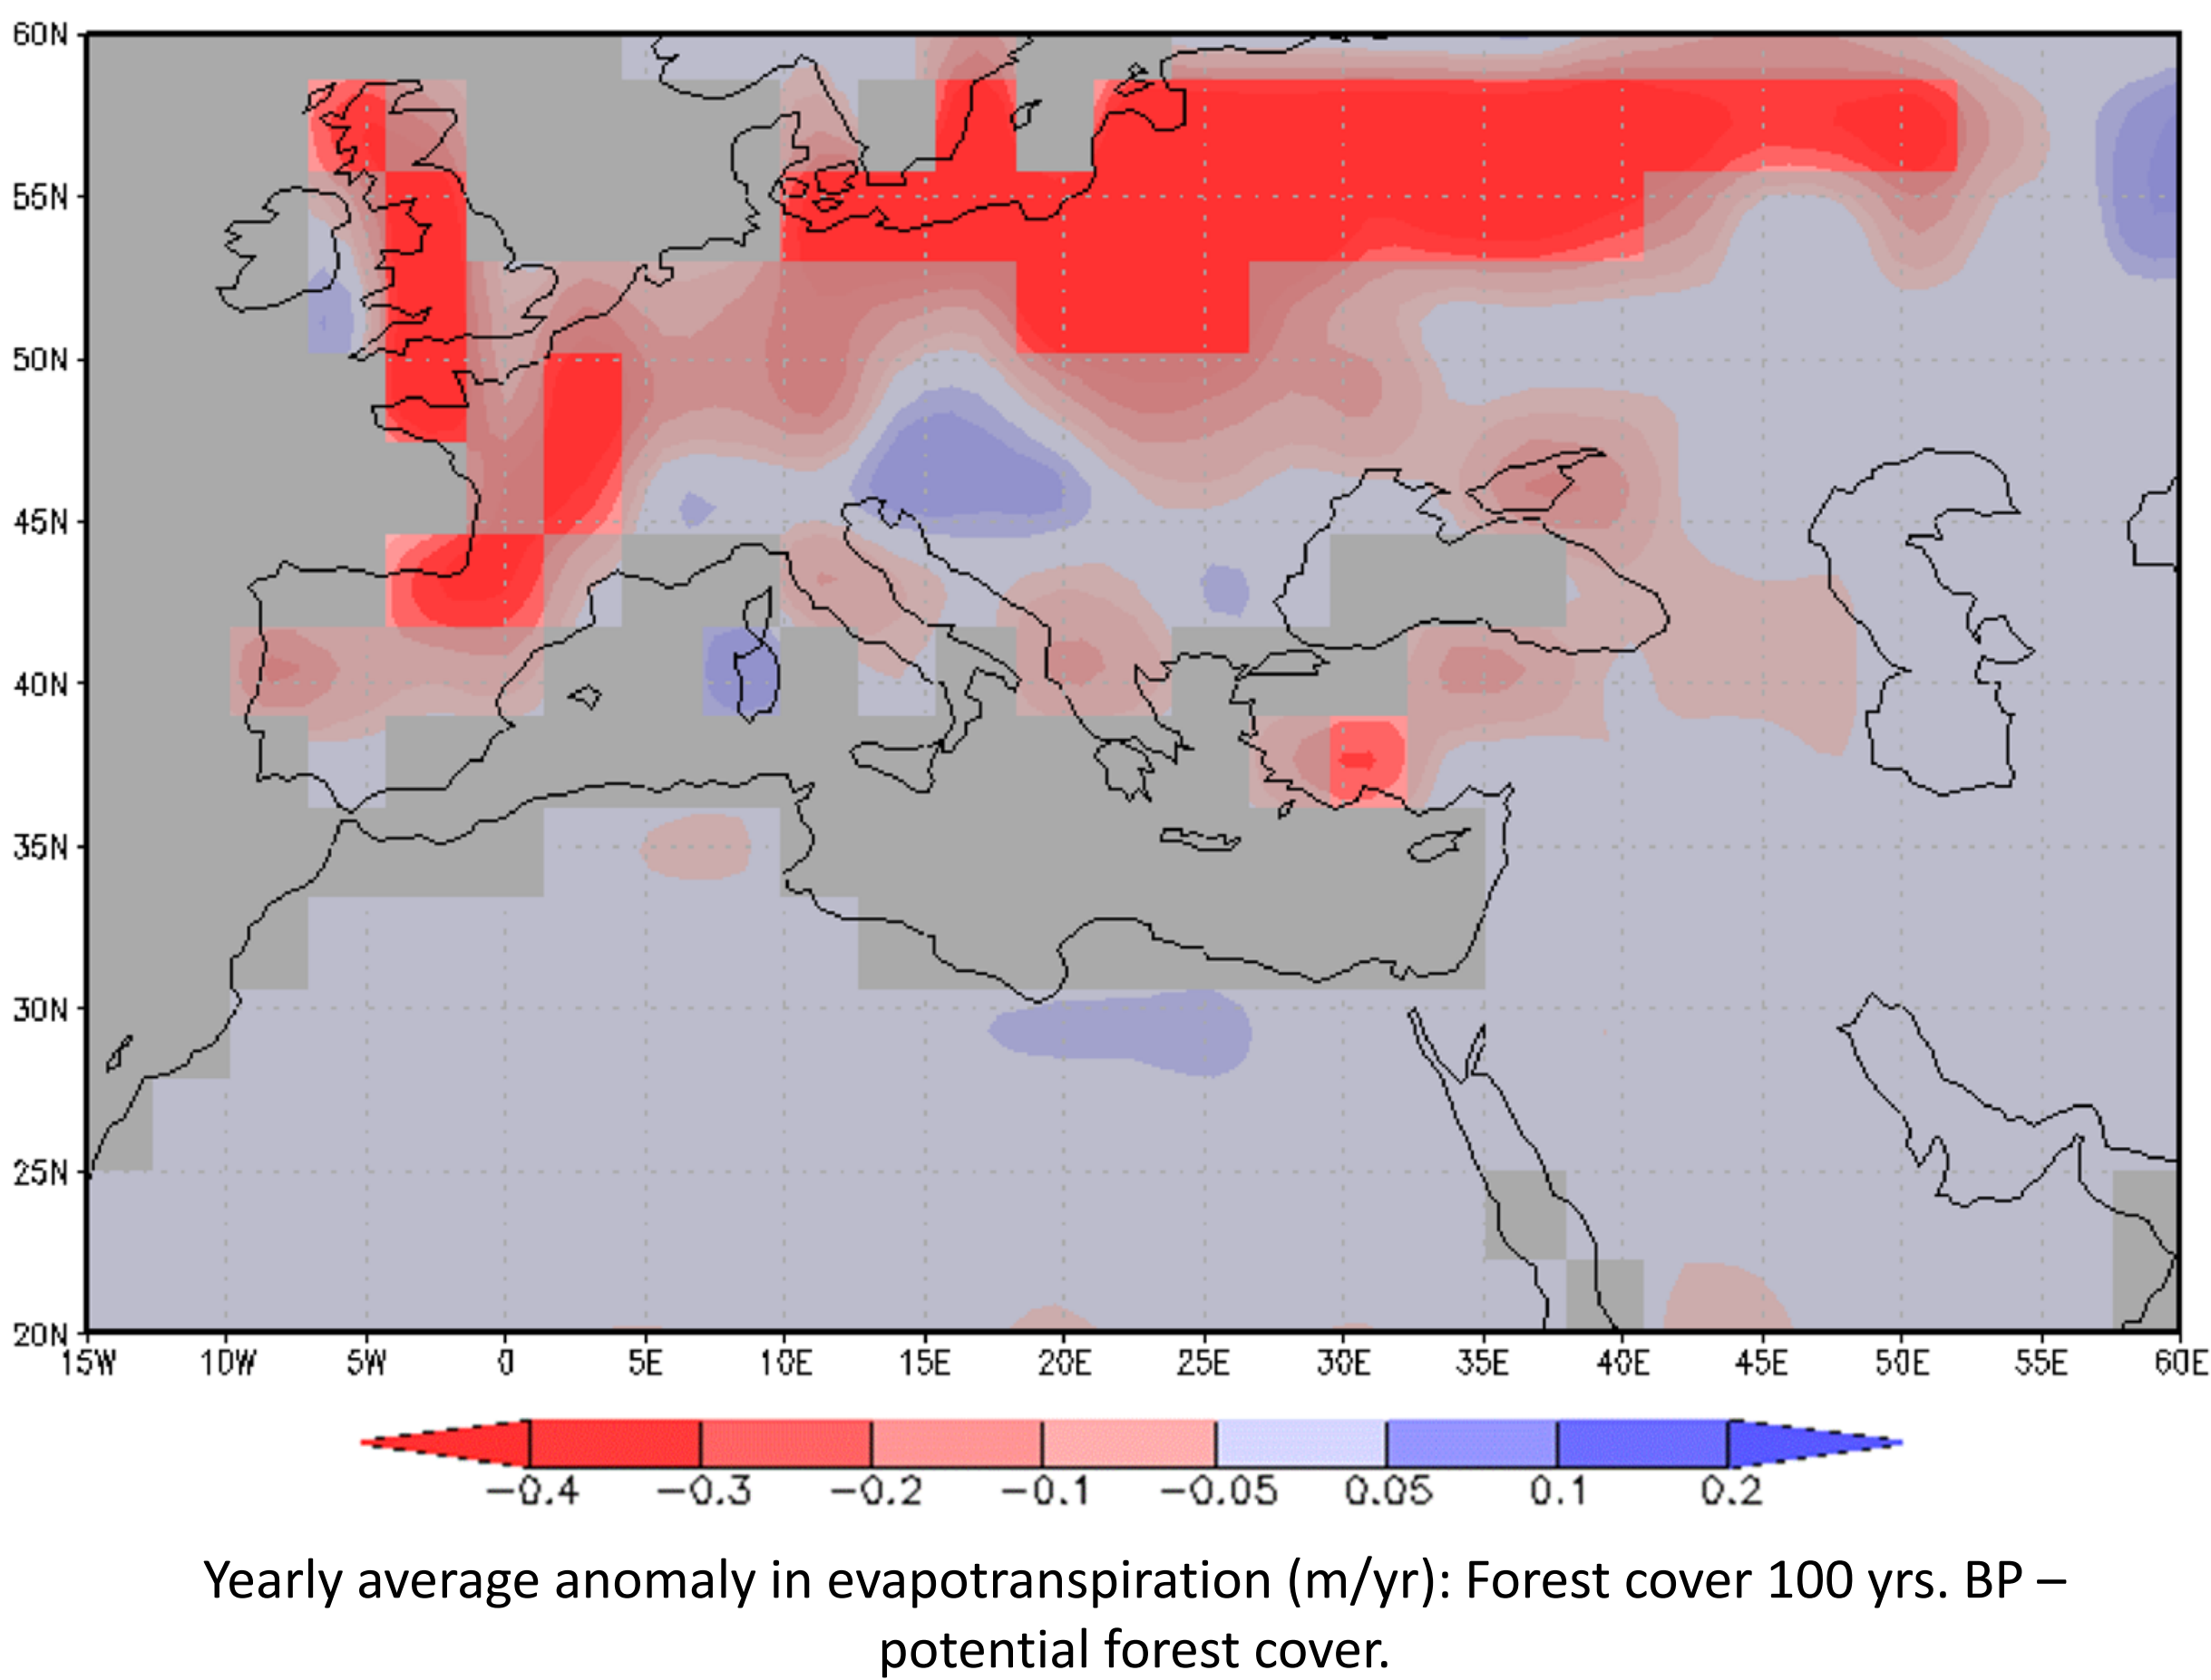 60N
55N
50N
45N
40N
35N
30N
25N
20N
15W 10W 5W 0 5E 10E 15E 20E 25E 30E 35E 40E 45E 50E 55E 60E
−0.4 −0.3 −0.2 −0.1 −0.05 0.05 0.1 0.2
Yearly average anomaly in evapotranspiration (m/yr): Forest cover 100 yrs. BP –
potential forest cover.